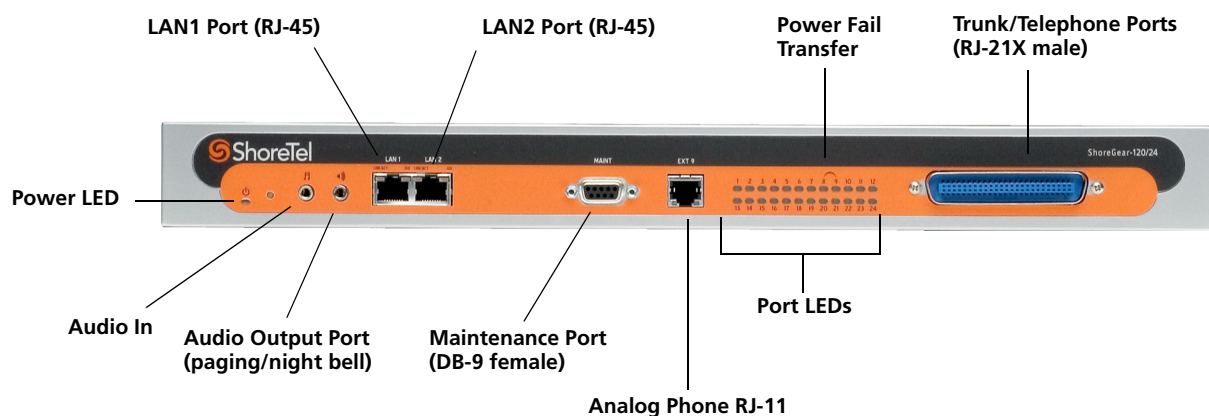 LAN1 Port (RJ-45)
LAN2 Port (RJ-45)
Power Fail
Transfer
Trunk/Telephone Ports
(RJ-21X male)
ShoreTel
ShoreGear-120/24
LAN 1
LAN 2
MAINT
EXT 9
1 2 3 4 5 6 7 8 9 10 11 12
13 14 15 16 17 18 19 20 21 22 23 24
Power LED
Audio In
Audio Output Port
(paging/night bell)
Maintenance Port
(DB-9 female)
Port LEDs
Analog Phone RJ-11